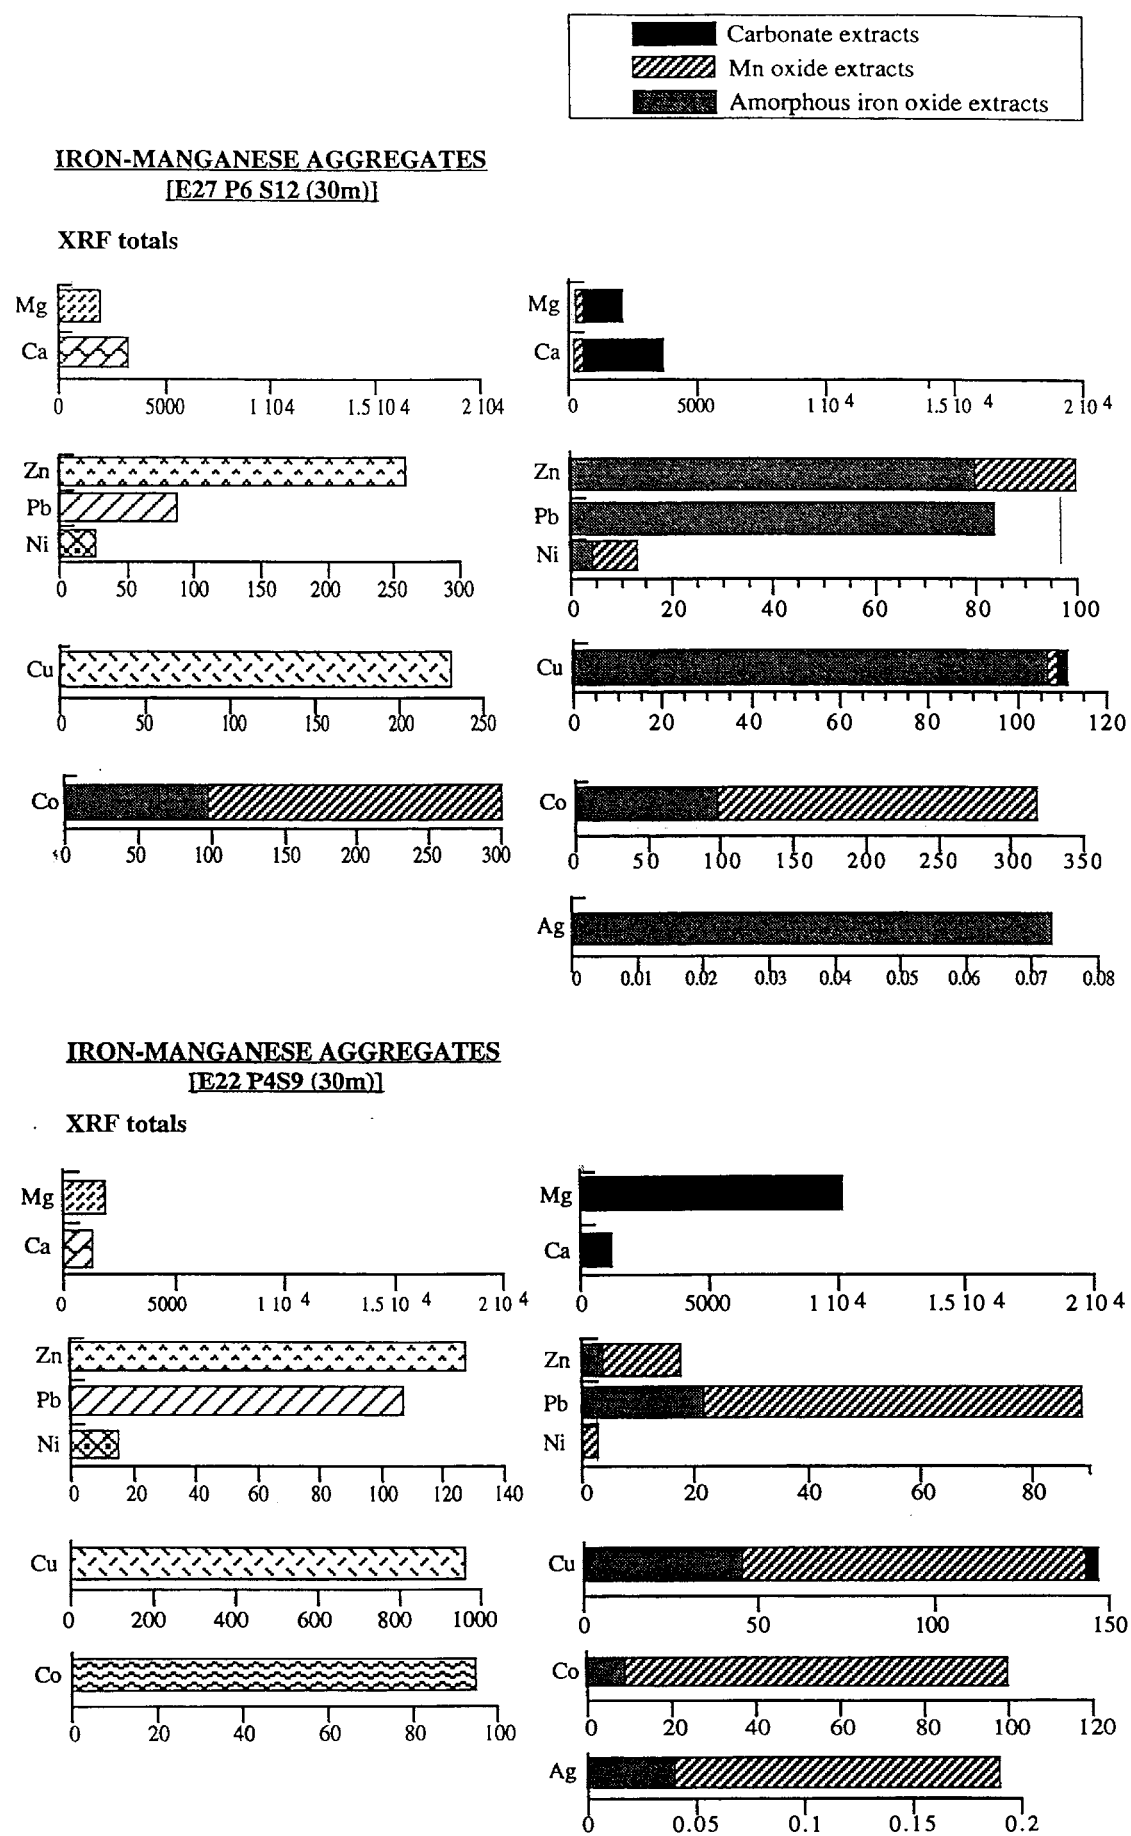 Carbonate extracts
Mn oxide extracts
Amorphous iron oxide extracts
IRON-MANGANESE AGGREGATES
[E27 P6 S12 (30m)]
XRF totals
Mg
Ca
0 5000 1 10 4 1.5 10 4 2 104
Mg
Ca
0 5000 1 10 4 1.5 10 4 2 10 4
Zn
Pb
Ni
0 50 100 150 200 250 300
Zn
Pb
Ni
0 20 40 60 80 100
Cu
0 50 100 150 200 250
Cu
0 20 40 60 80 100 120
Co
0 50 100 150 200 250 300
Co
0 50 100 150 200 250 300 350
Ag
0 0.01 0.02 0.03 0.04 0.05 0.06 0.07 0.08
IRON-MANGANESE AGGREGATES
[E22 P4S9 (30m)]
XRF totals
Mg
Ca
0 5000 1 10 4 1.5 10 4 2 10 4
Mg
Ca
0 5000 1 10 4 1.5 10 4 2 10 4
Zn
Pb
Ni
0 20 40 60 80 100 120 140
Zn
Pb
Ni
0 20 40 60 80
Cu
0 200 400 600 800 1000
Cu
0 50 100 150
Co
0 20 40 60 80 100
Co
0 20 40 60 80 100 120
Ag
0 0.05 0.1 0.15 0.2